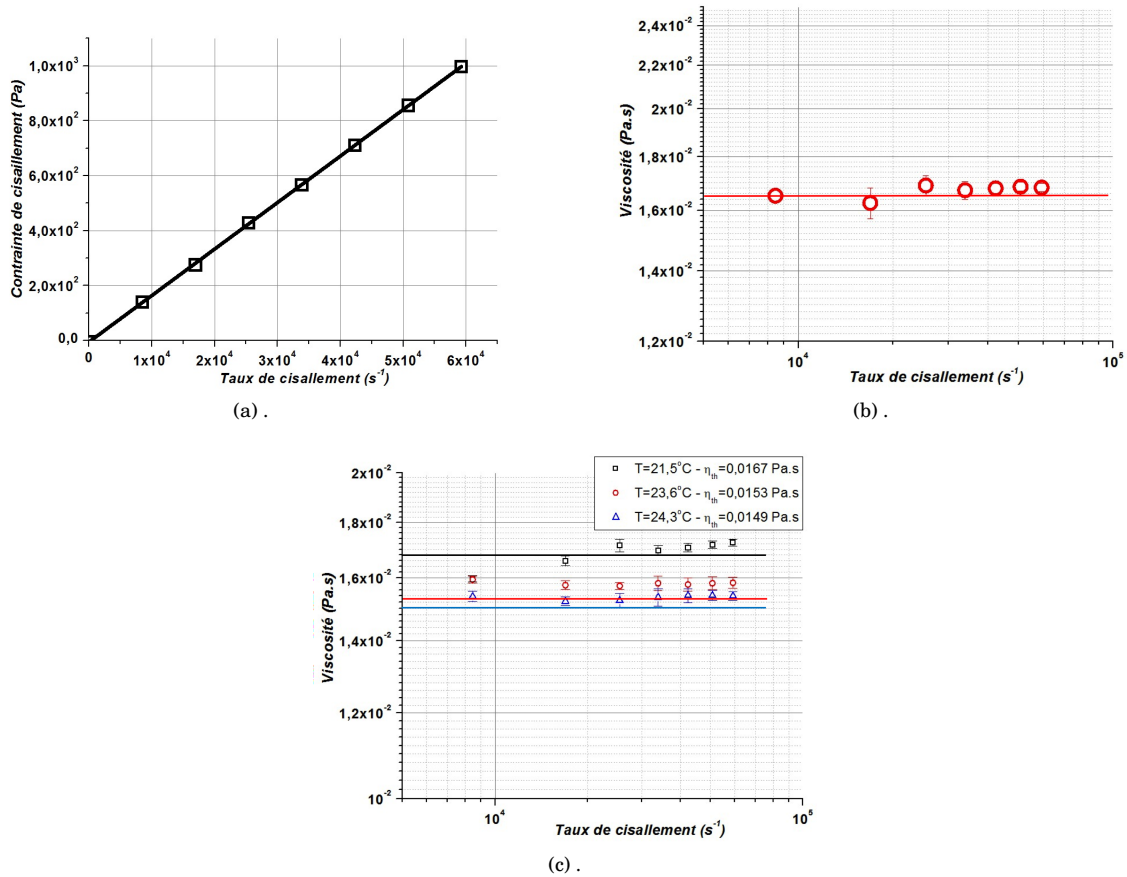 1,0x10³
8,0x10²
6,0x10²
4,0x10²
2,0x10²
0,0
Contrainte de cisaillement (Pa)
0 1x10⁴ 2x10⁴ 3x10⁴ 4x10⁴ 5x10⁴ 6x10⁴
Taux de cisallement (s⁻¹)
(a) .
2,4x10⁻²
2,2x10⁻²
2x10⁻²
1,8x10⁻²
1,6x10⁻²
1,4x10⁻²
1,2x10⁻²
Viscosité (Pa.s)
10⁴ 10⁵
Taux de cisallement (s⁻¹)
(b) .
T=21,5°C - η_th=0,0167 Pa.s
T=23,6°C - η_th=0,0153 Pa.s
T=24,3°C - η_th=0,0149 Pa.s
2x10⁻²
1,8x10⁻²
1,6x10⁻²
1,4x10⁻²
1,2x10⁻²
10⁻²
Viscosité (Pa.s)
10⁴ 10⁵
Taux de cisallement (s⁻¹)
(c) .